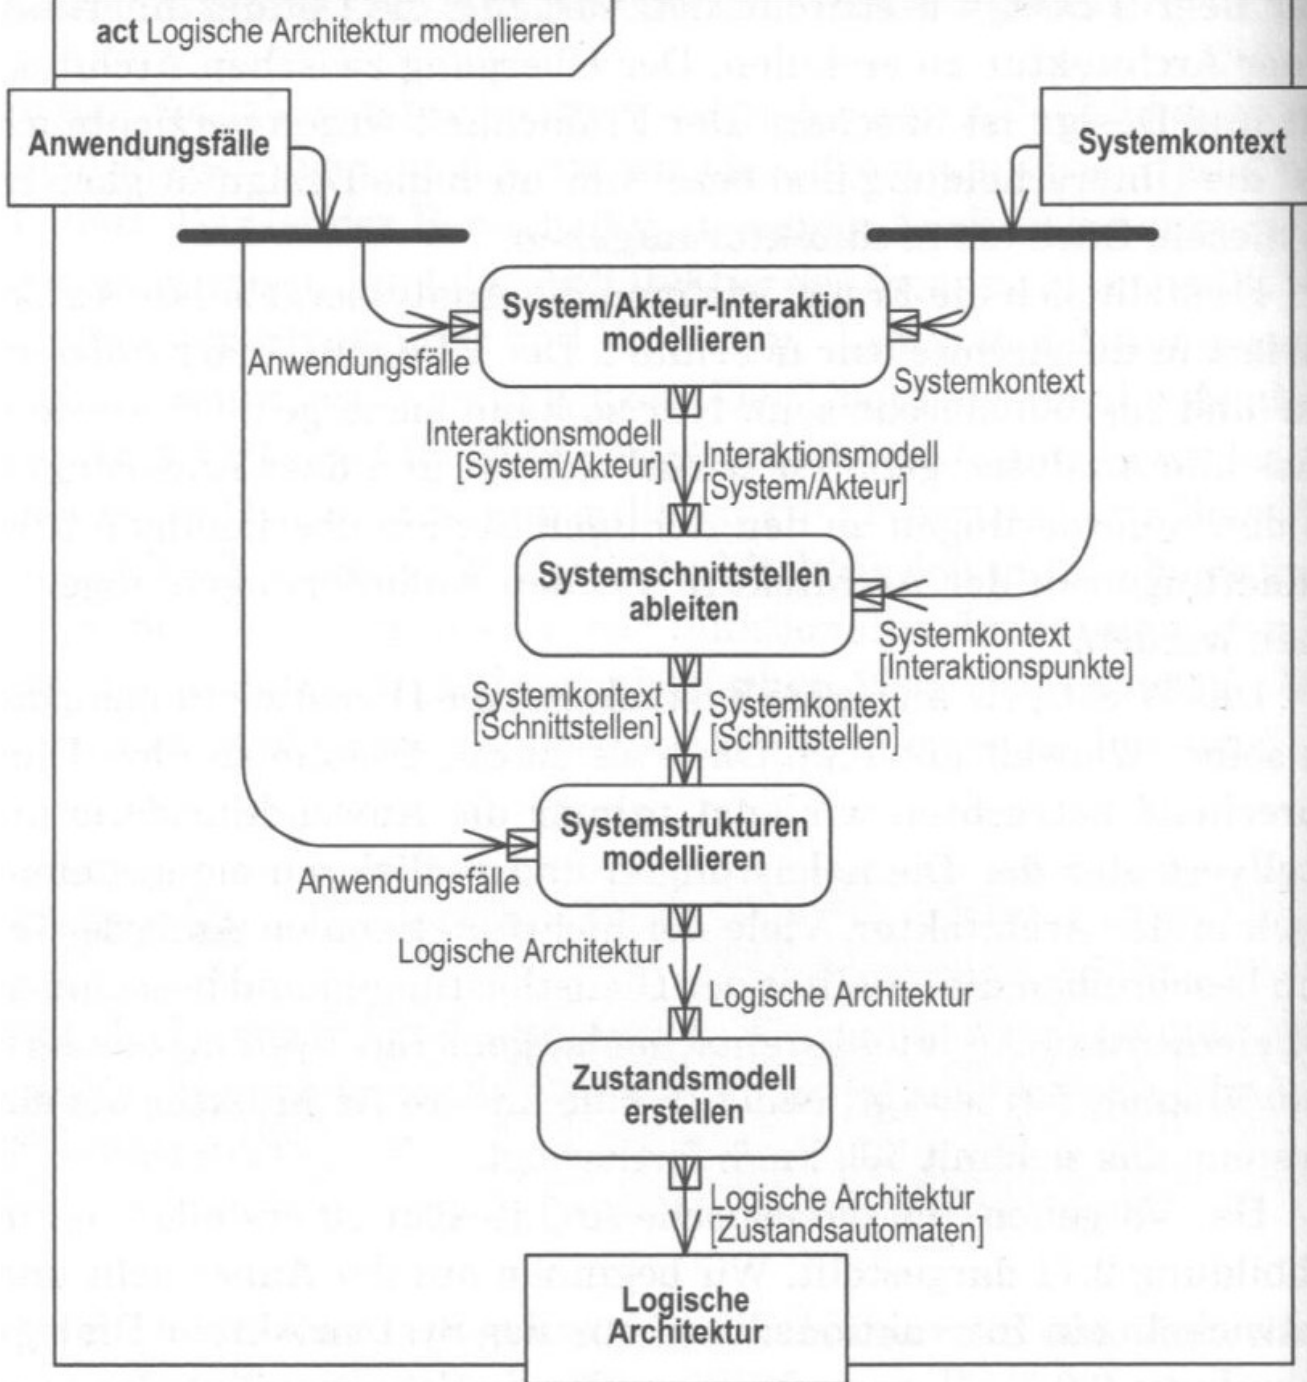 act Logische Architektur modellieren
Anwendungsfälle
Systemkontext
System/Akteur-Interaktion
modellieren
Anwendungsfälle
Systemkontext
Interaktionsmodell
[System/Akteur]
Interaktionsmodell
[System/Akteur]
Systemschnittstellen
ableiten
Systemkontext
[Interaktionspunkte]
Systemkontext
[Schnittstellen]
Systemkontext
[Schnittstellen]
Systemstrukturen
modellieren
Anwendungsfälle
Logische Architektur
Logische Architektur
Zustandsmodell
erstellen
Logische Architektur
[Zustandsautomaten]
Logische
Architektur